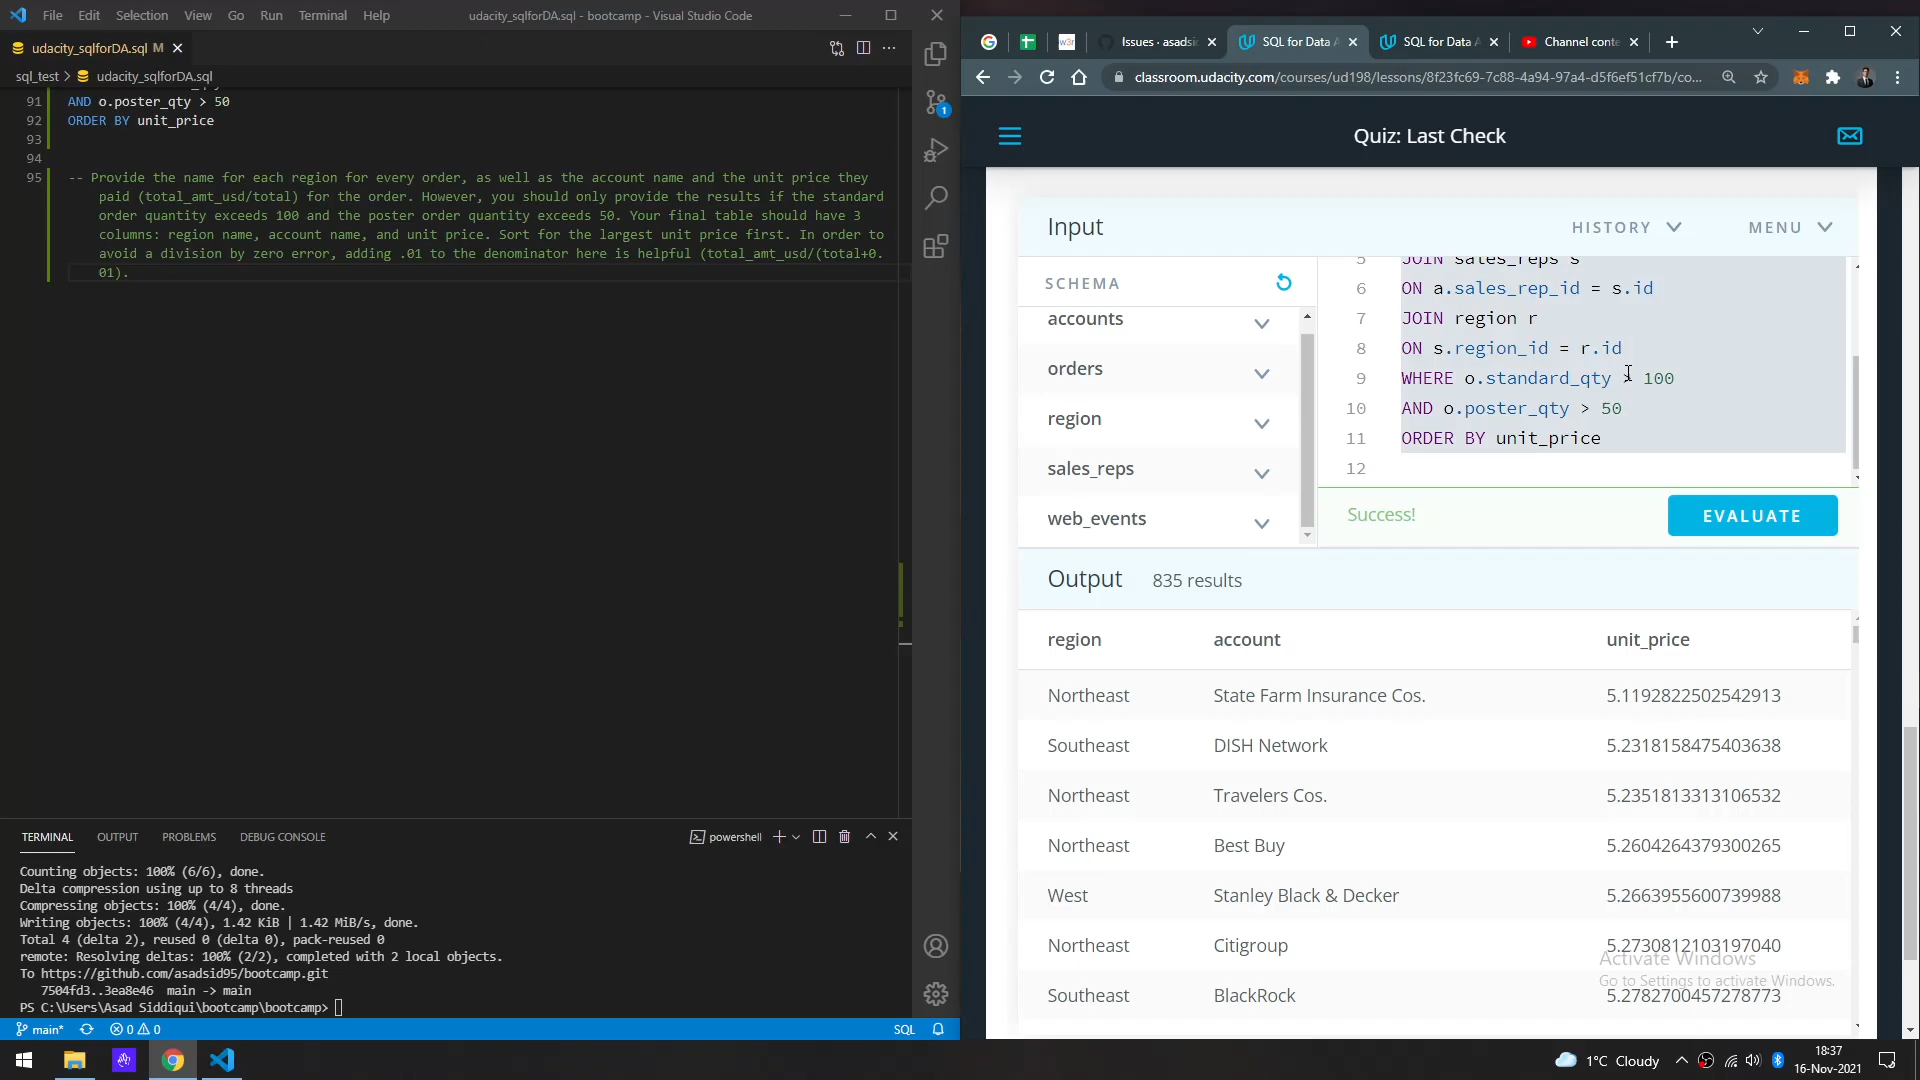 File Edit Selection View Go Run Terminal Help
udacity_sqlforDA.sql - bootcamp - Visual Studio Code
udacity_sqlforDA.sql M
sql_test > udacity_sqlforDA.sql
91 AND o.poster_qty > 50
92 ORDER BY unit_price
93
94
95 -- Provide the name for each region for every order, as well as the account name and the unit price they
paid (total_amt_usd/total) for the order. However, you should only provide the results if the standard
order quantity exceeds 100 and the poster order quantity exceeds 50. Your final table should have 3
columns: region name, account name, and unit price. Sort for the largest unit price first. In order to
avoid a division by zero error, adding .01 to the denominator here is helpful (total_amt_usd/(total+0.
01).
1
TERMINAL OUTPUT PROBLEMS DEBUG CONSOLE
powershell
Counting objects: 100% (6/6), done.
Delta compression using up to 8 threads
Compressing objects: 100% (4/4), done.
Writing objects: 100% (4/4), 1.42 KiB | 1.42 MiB/s, done.
Total 4 (delta 2), reused 0 (delta 0), pack-reused 0
remote: Resolving deltas: 100% (2/2), completed with 2 local objects.
To https://github.com/asadsid95/bootcamp.git
7504fd3..3ea8e46 main -> main
PS C:\Users\Asad Siddiqui\bootcamp\bootcamp>
main* 0 0 SQL
w3r Issues · asadsi SQL for Data A SQL for Data A Channel conte
classroom.udacity.com/courses/ud198/lessons/8f23fc69-7c88-4a94-97a4-d5f6ef51cf7b/co...
Quiz: Last Check
Input HISTORY MENU
SCHEMA
accounts
orders
region
sales_reps
web_events
5 JOIN sales_reps s
6 ON a.sales_rep_id = s.id
7 JOIN region r
8 ON s.region_id = r.id
9 WHERE o.standard_qty > 100
10 AND o.poster_qty > 50
11 ORDER BY unit_price
12
Success! EVALUATE
Output 835 results
region account unit_price
Northeast State Farm Insurance Cos. 5.1192822502542913
Southeast DISH Network 5.2318158475403638
Northeast Travelers Cos. 5.2351813313106532
Northeast Best Buy 5.2604264379300265
West Stanley Black & Decker 5.2663955600739988
Northeast Citigroup 5.2730812103197040
Southeast BlackRock 5.2782700457278773
Activate Windows
Go to Settings to activate Windows.
1°C Cloudy
18:37
16-Nov-2021